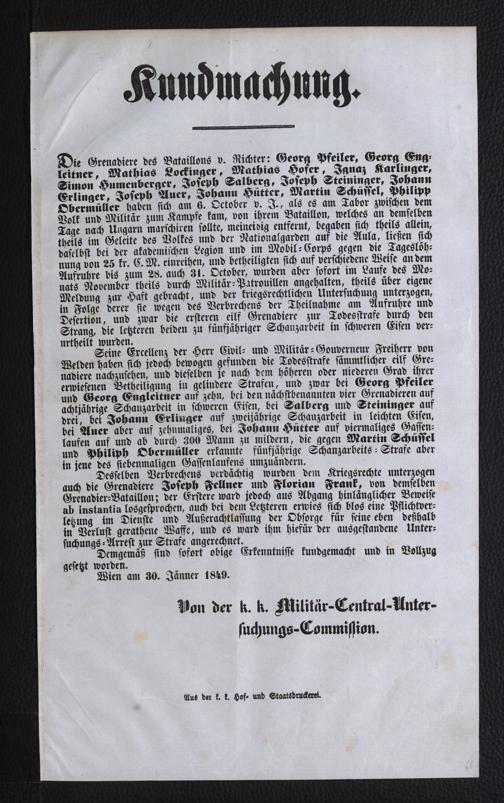 Kundmachung.
Die Grenadiere des Bataillons v. Richter: Georg Pfeiler, Georg Eng-
leitner, Mathias Lockinger, Mathias Hofer, Ignaz Karlinger,
Simon Humenberger, Joseph Salberg, Joseph Steininger, Johann
Erlinger, Joseph Auer, Johann Hütter, Martin Schüssel, Philipp
Obermüller haben sich am 6. October v. J., als es am Tabor zwischen dem
Volk und Militär zum Kampfe kam, von ihrem Bataillon, welches an demselben
Tage nach Ungarn marschiren sollte, meineidig entfernt, begaben sich theils allein,
theils im Geleite des Volkes und der Nationalgarden auf die Aula, ließen sich
daselbst bei der akademischen Legion und im Mobil-Corps gegen die Tageslöh-
nung von 25 kr. C. M. einreihen, und betheiligten sich auf verschiedene Weise an dem
Aufruhre bis zum 28. auch 31. October, wurden aber sofort im Laufe des Mo-
nats November theils durch Militär-Patrouillen angehalten, theils über eigene
Meldung zur Haft gebracht, und der kriegsrechtlichen Untersuchung unterzogen,
in Folge derer sie wegen des Verbrechens der Theilnahme am Aufruhre und
Desertion, und zwar die ersteren eilf Grenadiere zur Todesstrafe durch den
Strang, die letzteren beiden zu fünfjähriger Schanzarbeit in schweren Eisen ver-
urtheilt wurden.
Seine Excellenz der Herr Civil- und Militär-Gouverneur Freiherr von
Welden haben sich jedoch bewogen gefunden die Todesstrafe sämmtlicher eilf Gre-
nadiere nachzusehen, und dieselben je nach dem höheren oder niederen Grad ihrer
erwiesenen Betheiligung in gelindere Strafen, und zwar bei Georg Pfeiler
und Georg Engleitner auf zehn, bei den nächstbenannten vier Grenadieren auf
achtjährige Schanzarbeit in schweren Eisen, bei Salberg und Steininger auf
drei, bei Johann Erlinger auf zweijährige Schanzarbeit in leichten Eisen,
bei Auer aber auf zehnmaliges, bei Johann Hütter auf viermaliges Gassen-
laufen auf und ab durch 300 Mann zu mildern, die gegen Martin Schüssel
und Philiph Obermüller erkannte fünfjährige Schanzarbeits-Strafe aber
in jene des siebenmaligen Gassenlaufens umzuändern.
Desselben Verbrechens verdächtig wurden dem Kriegsrechte unterzogen
auch die Grenadiere Joseph Fellner und Florian Frank, von demselben
Grenadier-Bataillon; der Erstere ward jedoch aus Abgang hinlänglicher Beweise
ab instantia losgesprochen, auch bei dem Letzteren erwies sich blos eine Pflichtver-
letzung im Dienste und Außerachtlassung der Obsorge für seine eben deßhalb
in Verlust gerathene Waffe, und es ward ihm hiefür der ausgestandene Unter-
suchungs-Arrest zur Strafe angerechnet.
Demgemäß sind sofort obige Erkenntnisse kundgemacht und in Vollzug
gesetzt worden.
Wien am 30. Jänner 1849.
Von der k. k. Militär-Central-Unter-
suchungs-Commission.
Aus der k. k. Hof- und Staatsdruckerei.